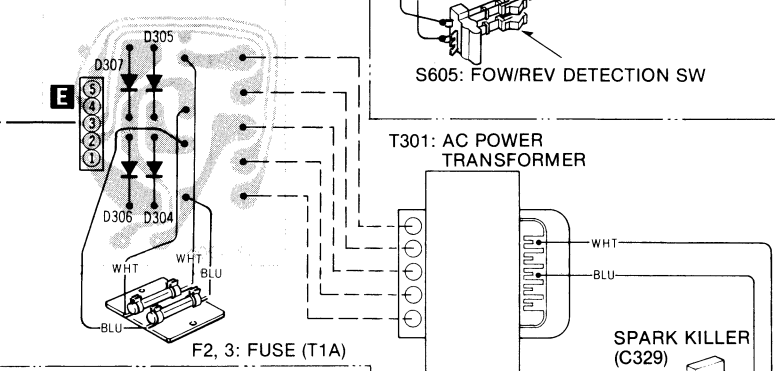 D305
D307
E
5
4
3
2
1
D306 D304
WHT
WHT
BLU
BLU
F2, 3: FUSE (T1A)
S605: FOW/REV DETECTION SW
T301: AC POWER
TRANSFORMER
WHT
BLU
SPARK KILLER
(C329)